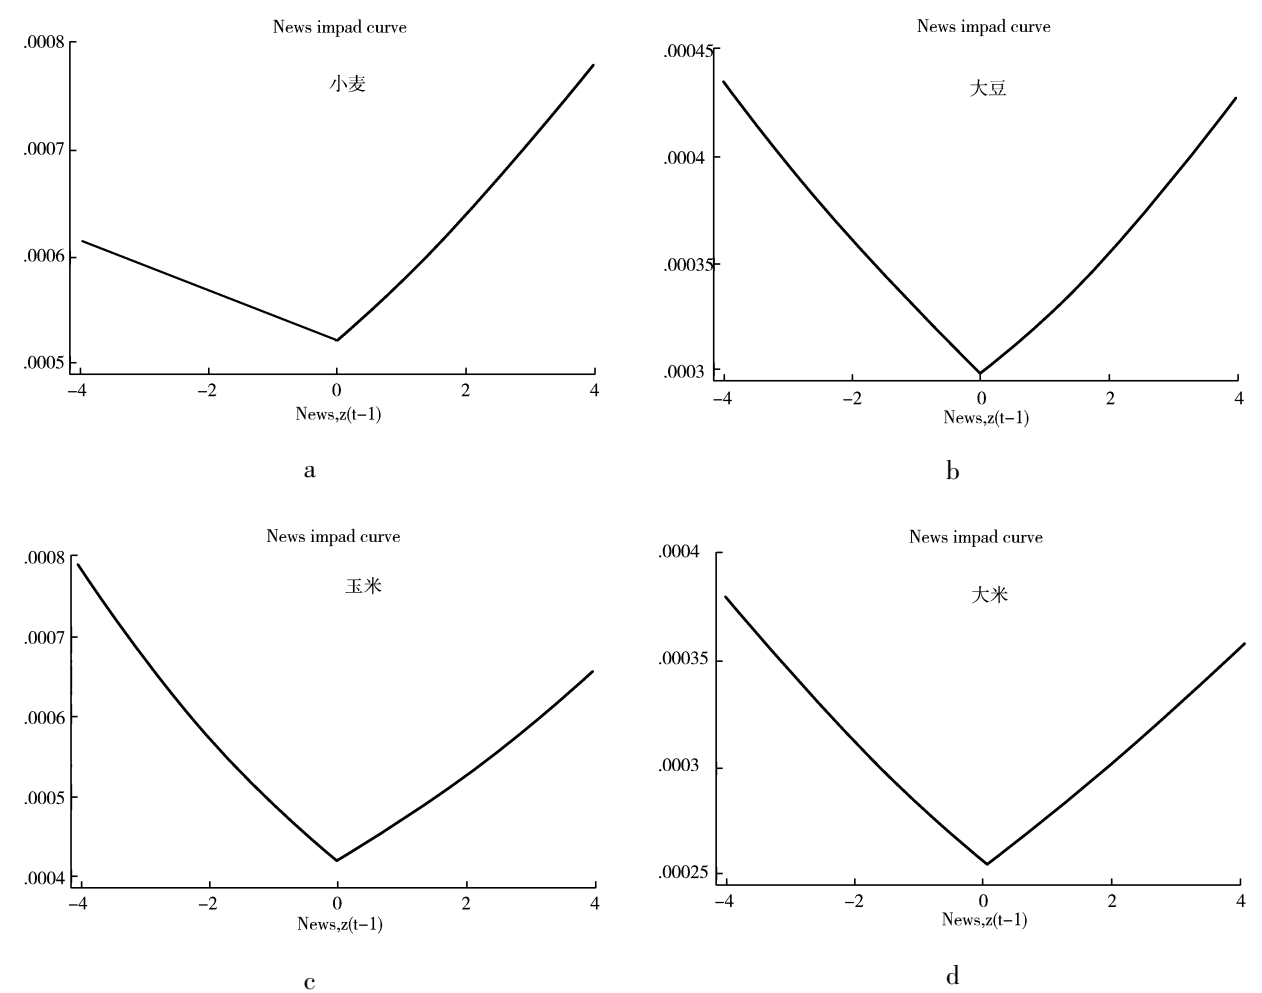 News impad curve
小麦
.0008
.0007
.0006
.0005
−4 −2 0 2 4
News,z(t−1)
a
News impad curve
大豆
.00045
.0004
.00035
.0003
−4 −2 0 2 4
News,z(t−1)
b
News impad curve
玉米
.0008
.0007
.0006
.0005
.0004
−4 −2 0 2 4
News,z(t−1)
c
News impad curve
大米
.0004
.00035
.0003
.00025
−4 −2 0 2 4
News,z(t−1)
d